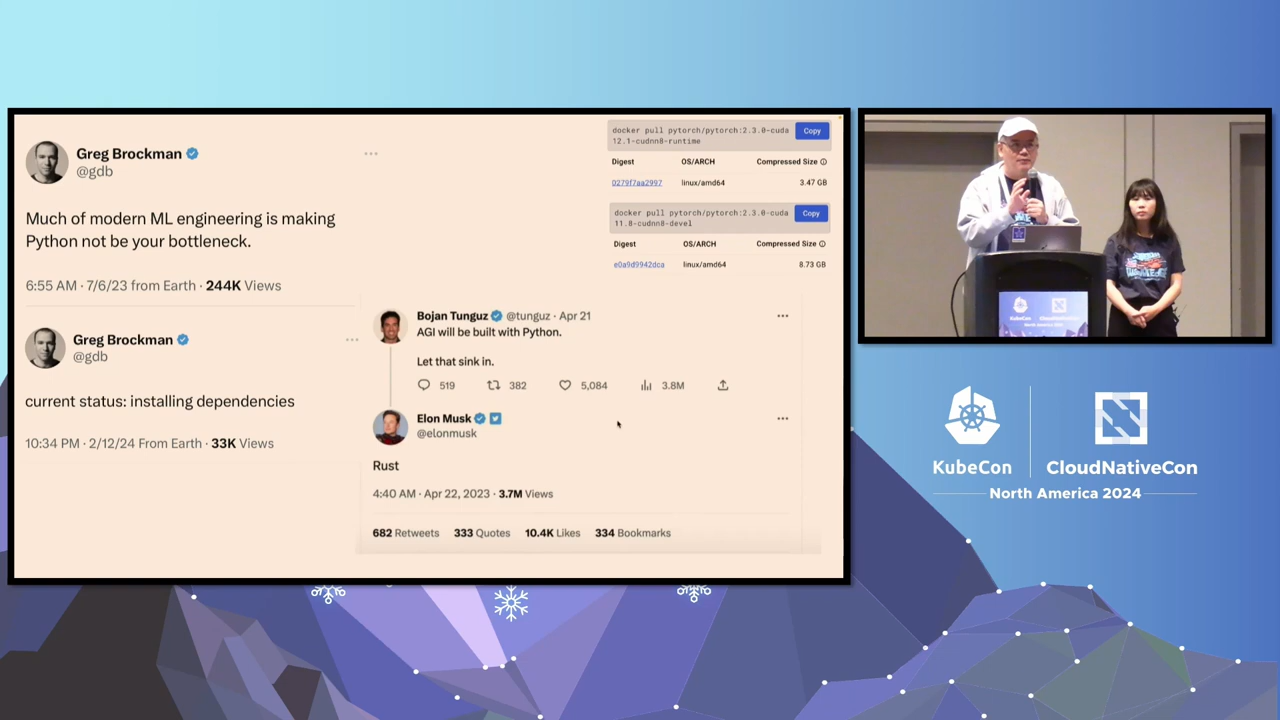 Greg Brockman
@gdb
Much of modern ML engineering is making
Python not be your bottleneck.
6:55 AM · 7/6/23 from Earth · 244K Views
Greg Brockman
@gdb
current status: installing dependencies
10:34 PM · 2/12/24 From Earth · 33K Views
docker pull pytorch/pytorch:2.3.0-cuda
12.1-cudnn8-runtime
Copy
Digest OS/ARCH Compressed Size
0279f7aa2997 linux/amd64 3.47 GB
docker pull pytorch/pytorch:2.3.0-cuda
11.8-cudnn8-devel
Copy
Digest OS/ARCH Compressed Size
e0a9d9942dca linux/amd64 8.73 GB
Bojan Tunguz @tunguz · Apr 21
AGI will be built with Python.
Let that sink in.
519 382 5,084 3.8M
Elon Musk
@elonmusk
Rust
4:40 AM · Apr 22, 2023 · 3.7M Views
682 Retweets 333 Quotes 10.4K Likes 334 Bookmarks
KubeCon CloudNativeCon
North America 2024
KubeCon CloudNativeCon
North America 2024